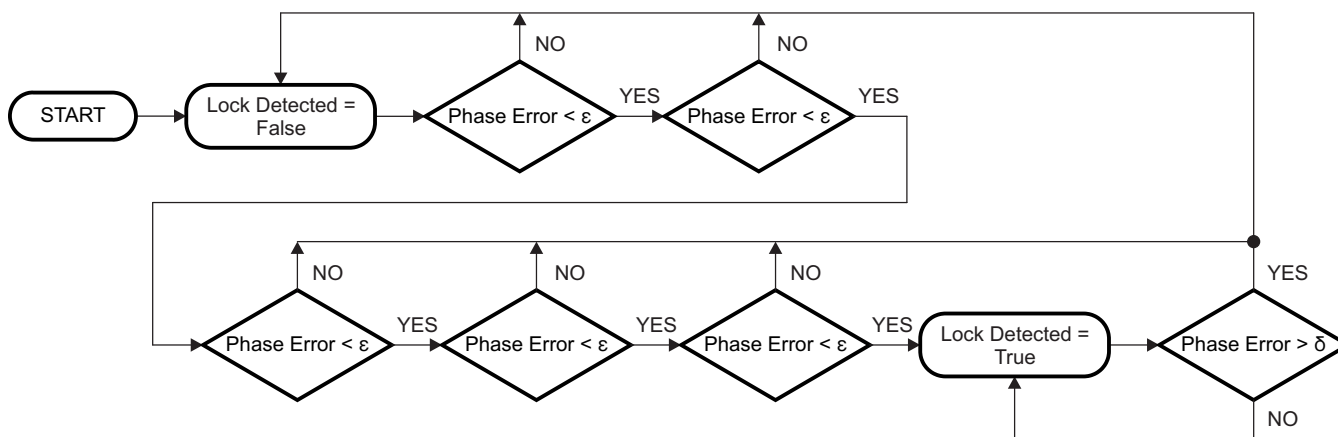 NO
NO
START
Lock Detected =
False
Phase Error < ε
YES
Phase Error < ε
YES
NO
NO
NO
YES
Phase Error < ε
YES
Phase Error < ε
YES
Phase Error < ε
YES
Lock Detected =
True
Phase Error > δ
NO